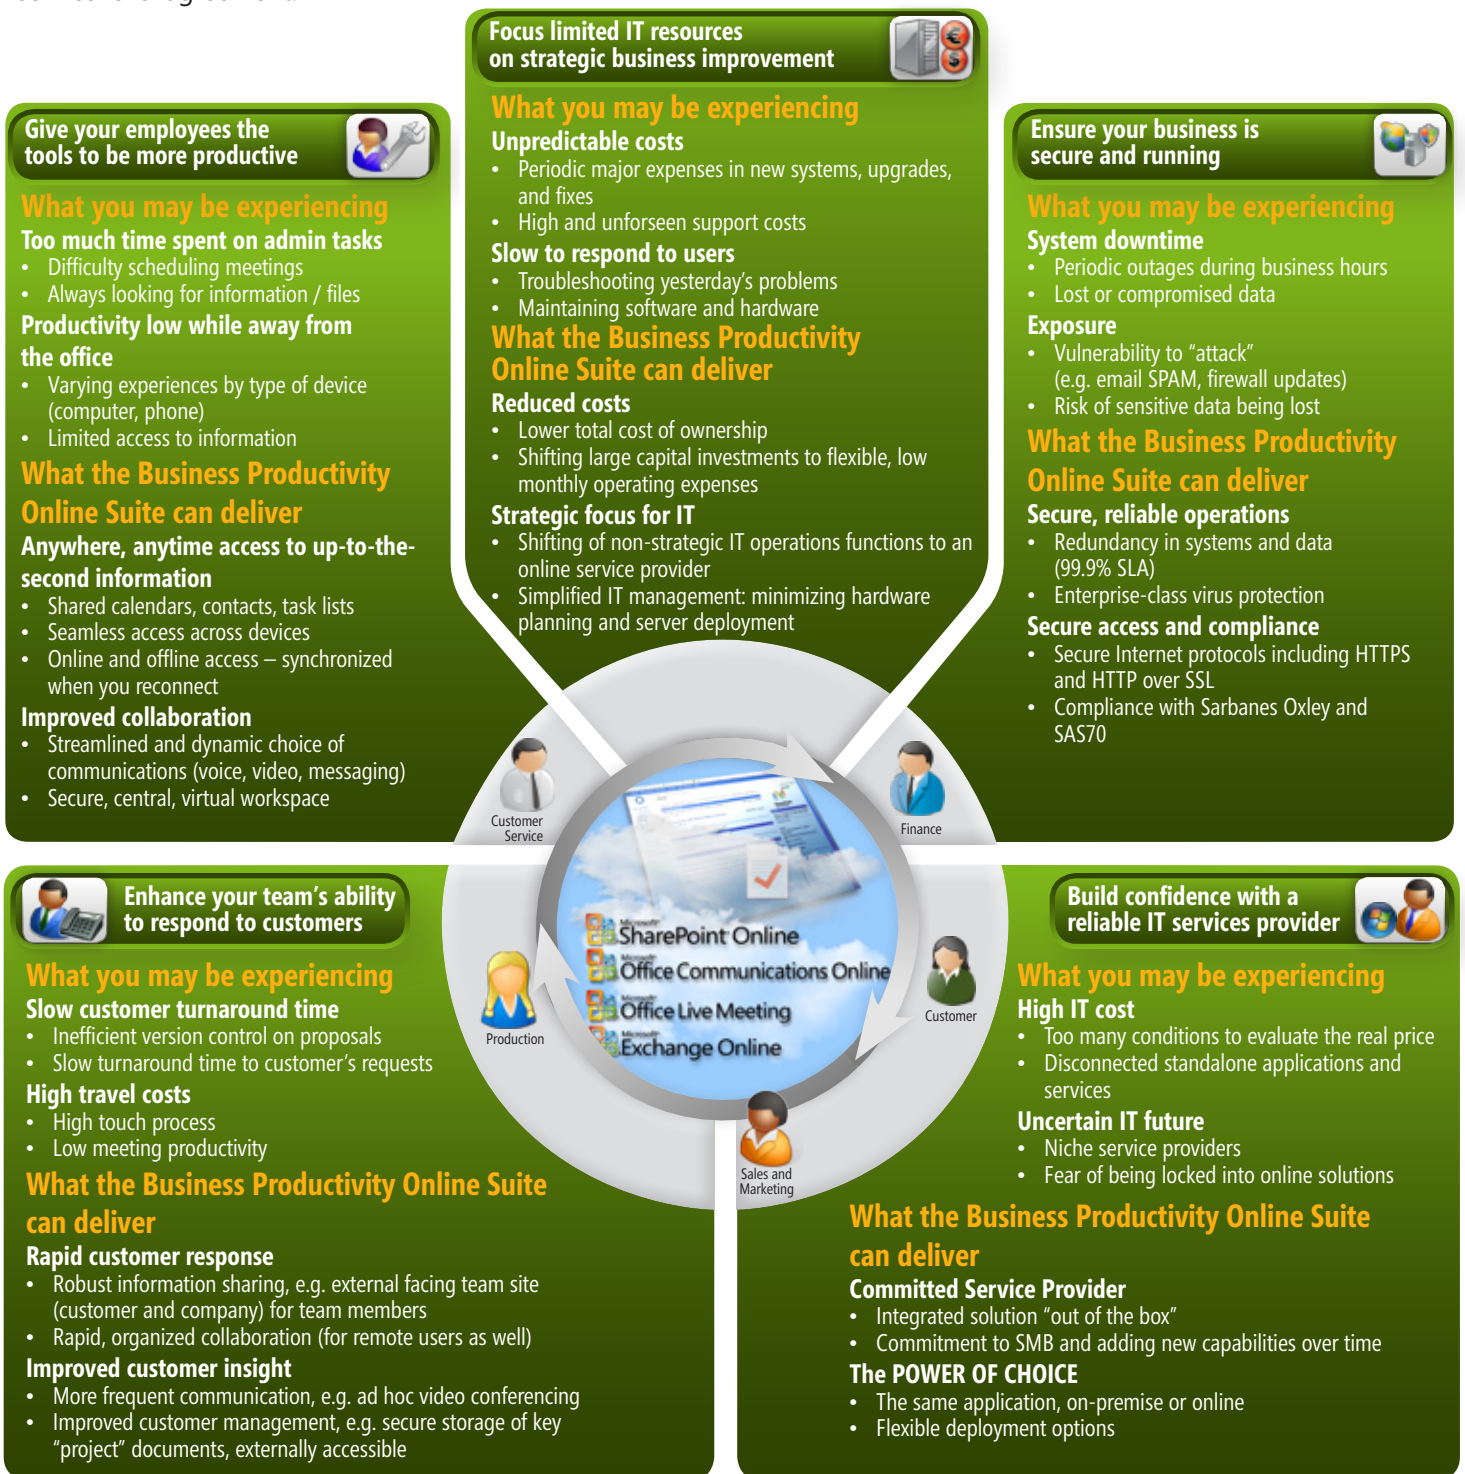 Focus limited IT resources
on strategic business improvement
What you may be experiencing
Unpredictable costs
• Periodic major expenses in new systems, upgrades,
and fixes
• High and unforseen support costs
Slow to respond to users
• Troubleshooting yesterday's problems
• Maintaining software and hardware
What the Business Productivity
Online Suite can deliver
Reduced costs
• Lower total cost of ownership
• Shifting large capital investments to flexible, low
monthly operating expenses
Strategic focus for IT
• Shifting of non-strategic IT operations functions to an
online service provider
• Simplified IT management: minimizing hardware
planning and server deployment
Give your employees the
tools to be more productive
What you may be experiencing
Too much time spent on admin tasks
• Difficulty scheduling meetings
• Always looking for information / files
Productivity low while away from
the office
• Varying experiences by type of device
(computer, phone)
• Limited access to information
What the Business Productivity
Online Suite can deliver
Anywhere, anytime access to up-to-the-
second information
• Shared calendars, contacts, task lists
• Seamless access across devices
• Online and offline access – synchronized
when you reconnect
Improved collaboration
• Streamlined and dynamic choice of
communications (voice, video, messaging)
• Secure, central, virtual workspace
Ensure your business is
secure and running
What you may be experiencing
System downtime
• Periodic outages during business hours
• Lost or compromised data
Exposure
• Vulnerability to “attack”
(e.g. email SPAM, firewall updates)
• Risk of sensitive data being lost
What the Business Productivity
Online Suite can deliver
Secure, reliable operations
• Redundancy in systems and data
(99.9% SLA)
• Enterprise-class virus protection
Secure access and compliance
• Secure Internet protocols including HTTPS
and HTTP over SSL
• Compliance with Sarbanes Oxley and
SAS70
Customer
Service
Finance
Production
Customer
Sales and
Marketing
Microsoft
SharePoint Online
Microsoft
Office Communications Online
Microsoft
Office Live Meeting
Microsoft
Exchange Online
Enhance your team's ability
to respond to customers
What you may be experiencing
Slow customer turnaround time
• Inefficient version control on proposals
• Slow turnaround time to customer's requests
High travel costs
• High touch process
• Low meeting productivity
What the Business Productivity Online Suite
can deliver
Rapid customer response
• Robust information sharing, e.g. external facing team site
(customer and company) for team members
• Rapid, organized collaboration (for remote users as well)
Improved customer insight
• More frequent communication, e.g. ad hoc video conferencing
• Improved customer management, e.g. secure storage of key
“project” documents, externally accessible
Build confidence with a
reliable IT services provider
What you may be experiencing
High IT cost
• Too many conditions to evaluate the real price
• Disconnected standalone applications and
services
Uncertain IT future
• Niche service providers
• Fear of being locked into online solutions
What the Business Productivity Online Suite
can deliver
Committed Service Provider
• Integrated solution “out of the box”
• Commitment to SMB and adding new capabilities over time
The POWER OF CHOICE
• The same application, on-premise or online
• Flexible deployment options